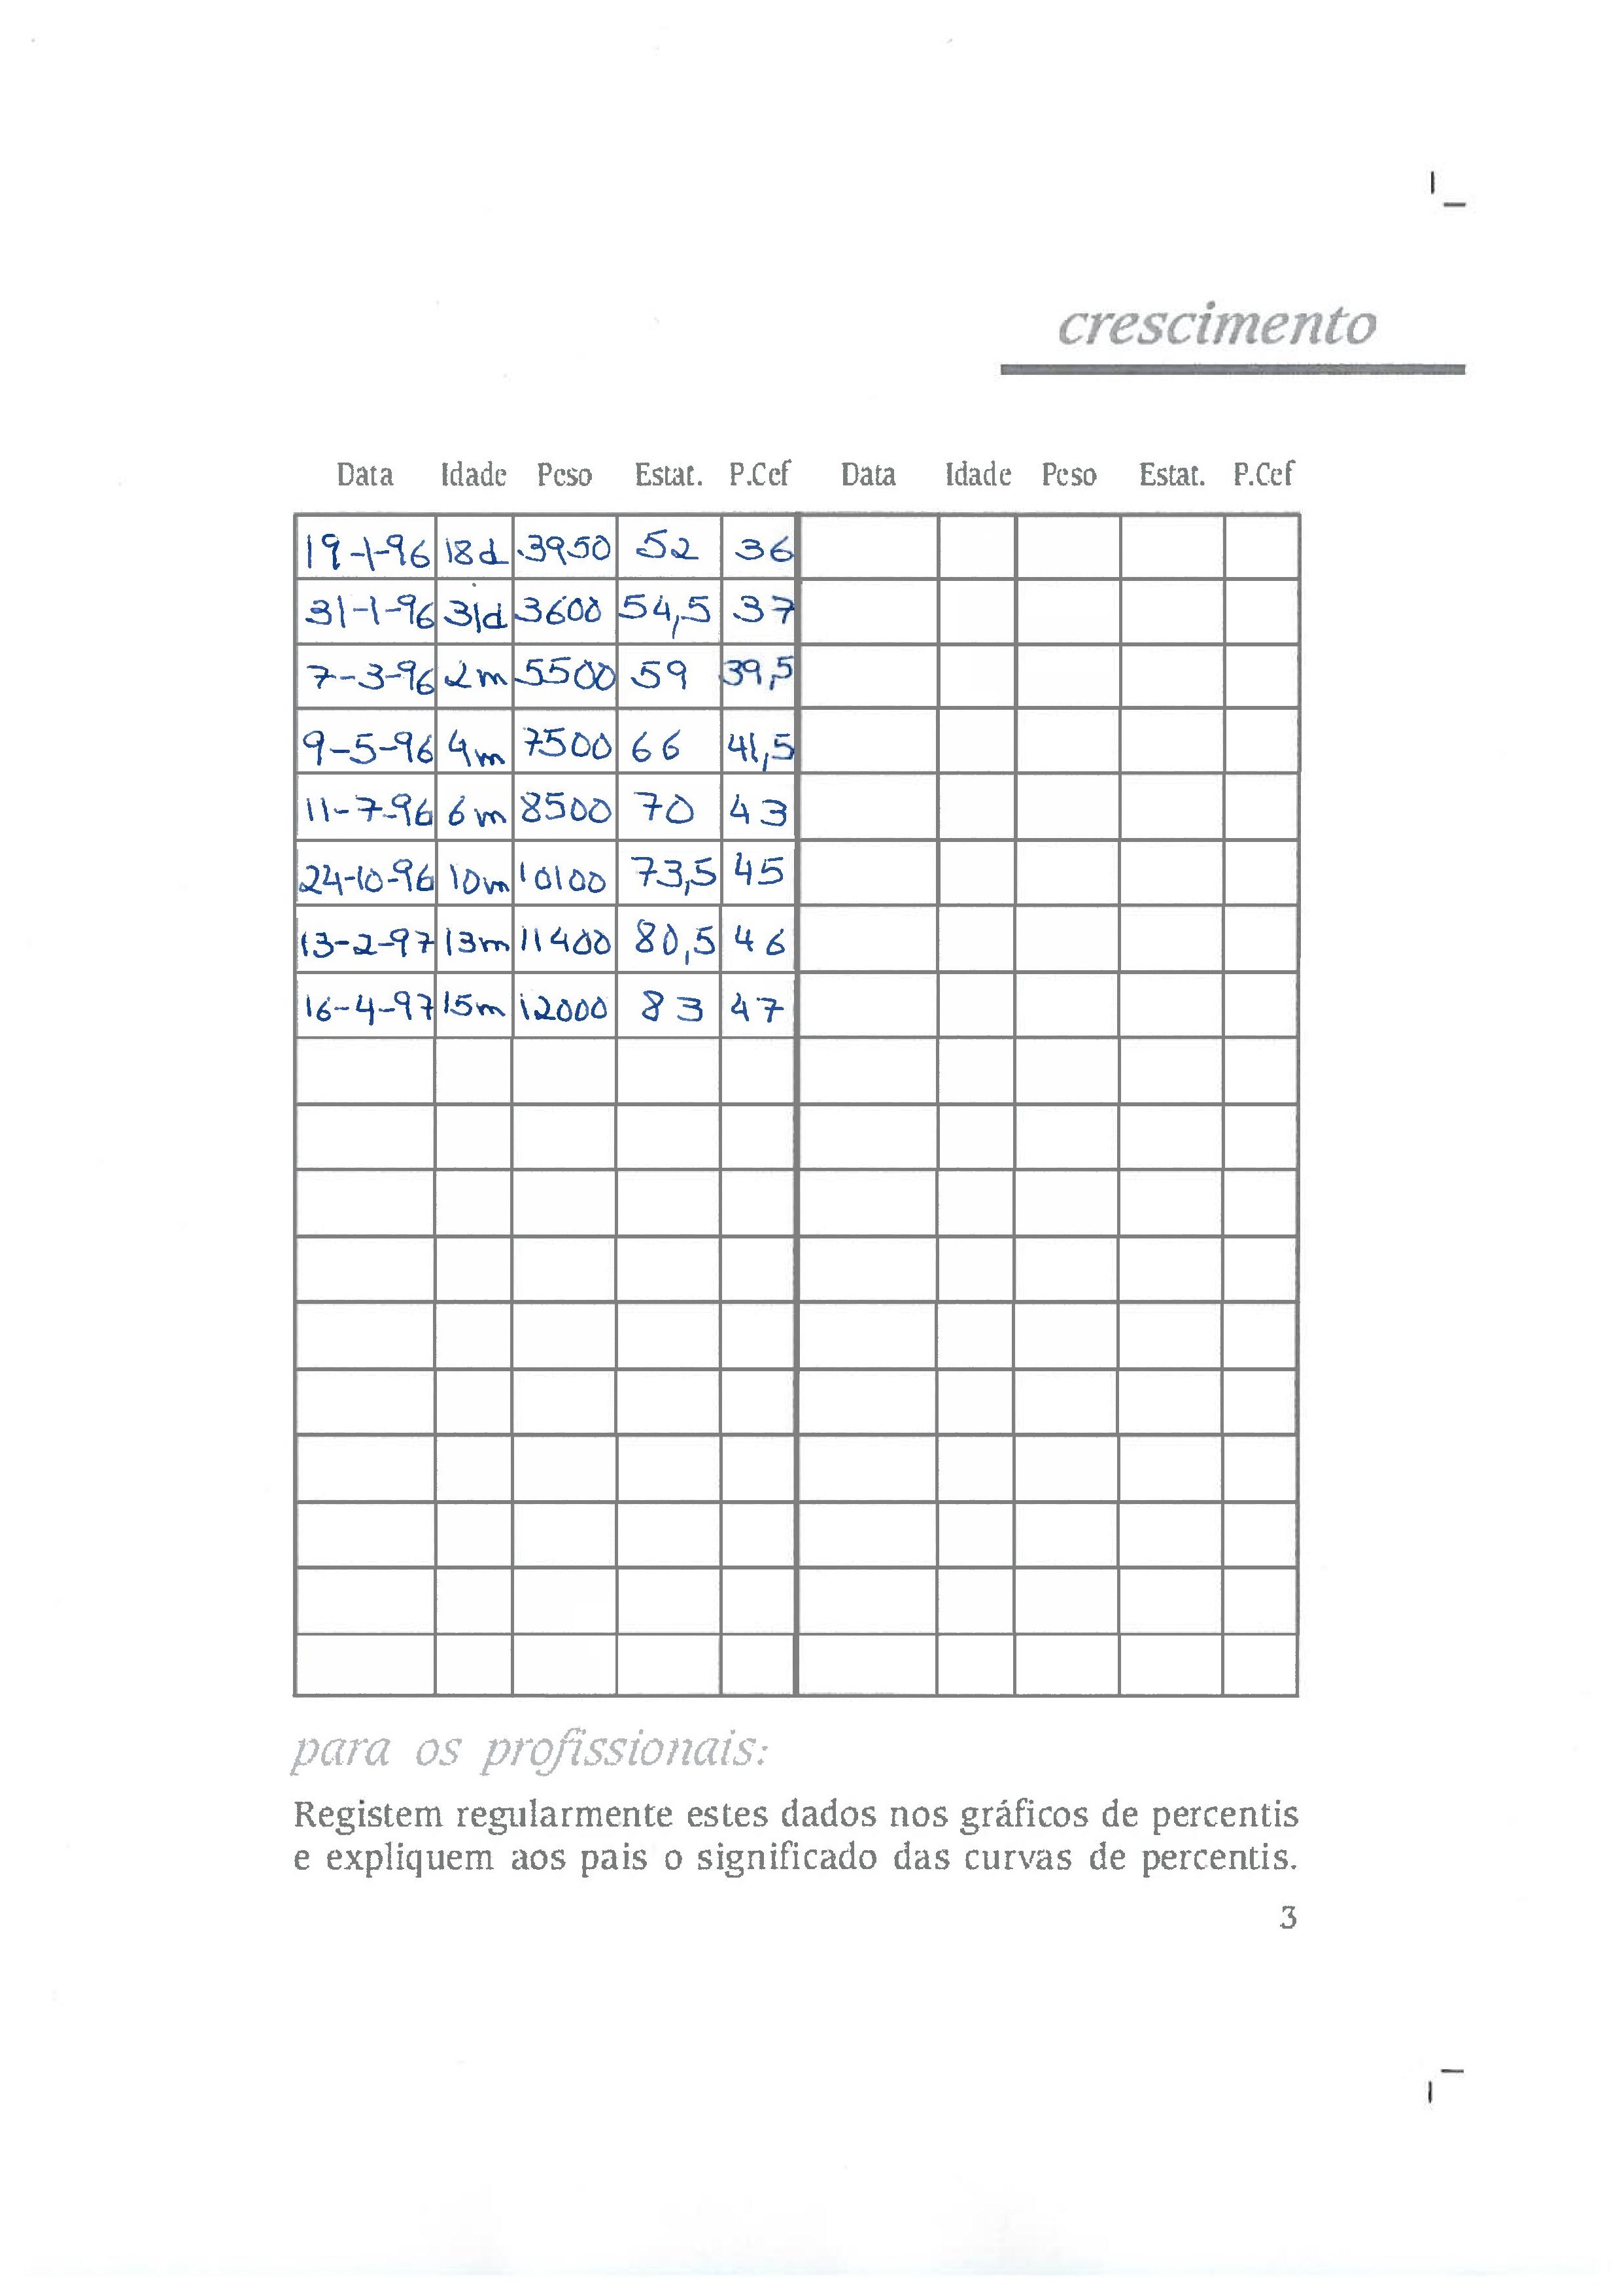 crescimento
Data Idade Peso Estat. P.Cef Data Idade Peso Estat. P.Cef
19-1-96 18d 3950 52 36
31-1-96 31d 3600 54,5 37
7-3-96 2m 5500 59 39,5
9-5-96 4m 7500 66 41,5
11-7-96 6m 8500 70 43
24-10-96 10m 10100 73,5 45
13-2-97 13m 11400 80,5 46
16-4-97 15m 12000 83 47
para os profissionais:
Registem regularmente estes dados nos gráficos de percentis
e expliquem aos pais o significado das curvas de percentis.
3